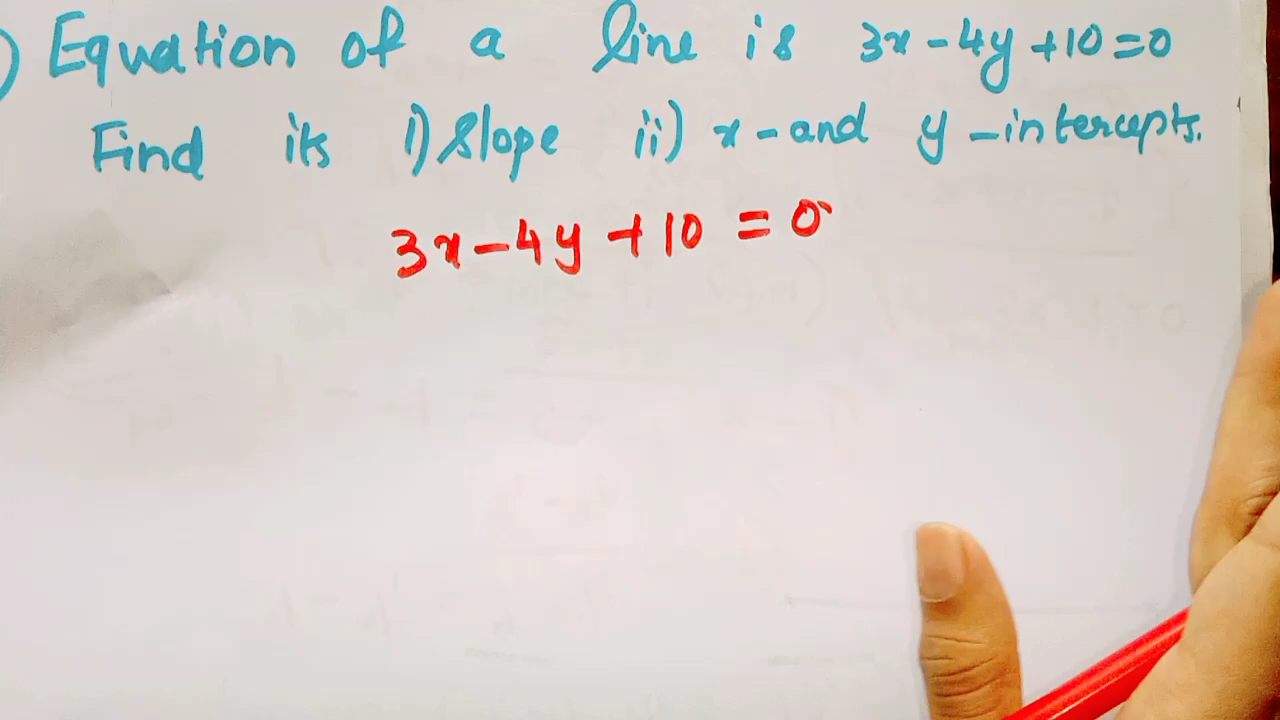 ) Equation of a line is 3x - 4y + 10 = 0
Find its i) Slope ii) x - and y - intercepts.
3x - 4y + 10 = 0